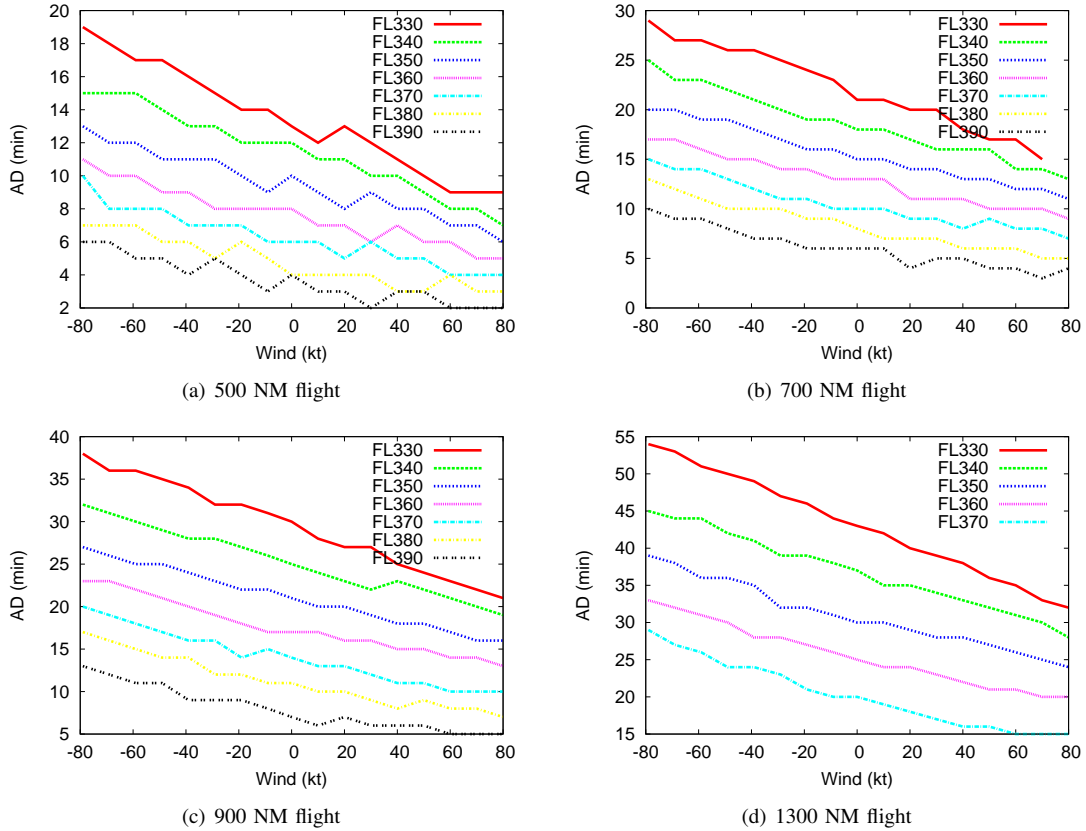 20
18
16
14
12
10
8
6
4
2
AD (min)
FL330
FL340
FL350
FL360
FL370
FL380
FL390
-80 -60 -40 -20 0 20 40 60 80
Wind (kt)
(a) 500 NM flight
30
25
20
15
10
5
0
AD (min)
FL330
FL340
FL350
FL360
FL370
FL380
FL390
-80 -60 -40 -20 0 20 40 60 80
Wind (kt)
(b) 700 NM flight
40
35
30
25
20
15
10
5
AD (min)
FL330
FL340
FL350
FL360
FL370
FL380
FL390
-80 -60 -40 -20 0 20 40 60 80
Wind (kt)
(c) 900 NM flight
55
50
45
40
35
30
25
20
15
AD (min)
FL330
FL340
FL350
FL360
FL370
-80 -60 -40 -20 0 20 40 60 80
Wind (kt)
(d) 1300 NM flight